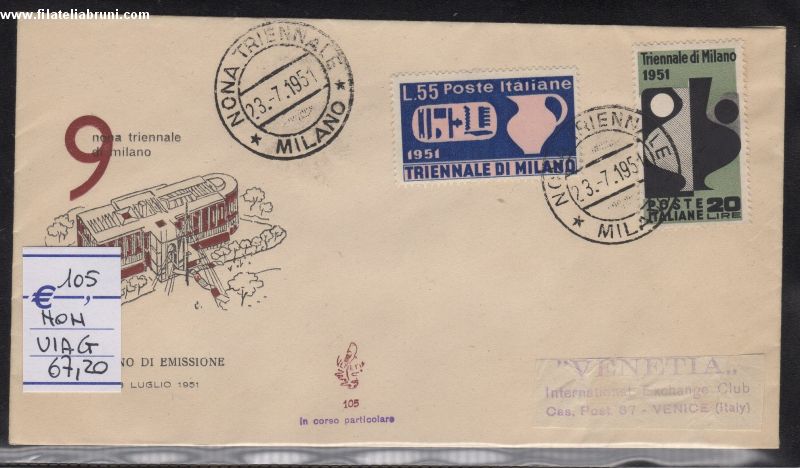 www.filateliabruni.com
NONA TRIENNALE
23.-7.1951
★ MILANO ★
L.55 Poste Italiane
1951
TRIENNALE DI MILANO
Triennale di Milano
1951
POSTE 20
ITALIANE LIRE
NONA TRIENNALE
23.-7.1951
★ MILANO
9 nona triennale
di milano
105
€ ,
NON
VIAG
67,20
NO DI EMISSIONE
LUGLIO 1951
105
In corso particolare
"VENETIA„
International Exchange Club
Cas. Post. 87 - VENICE (Italy)